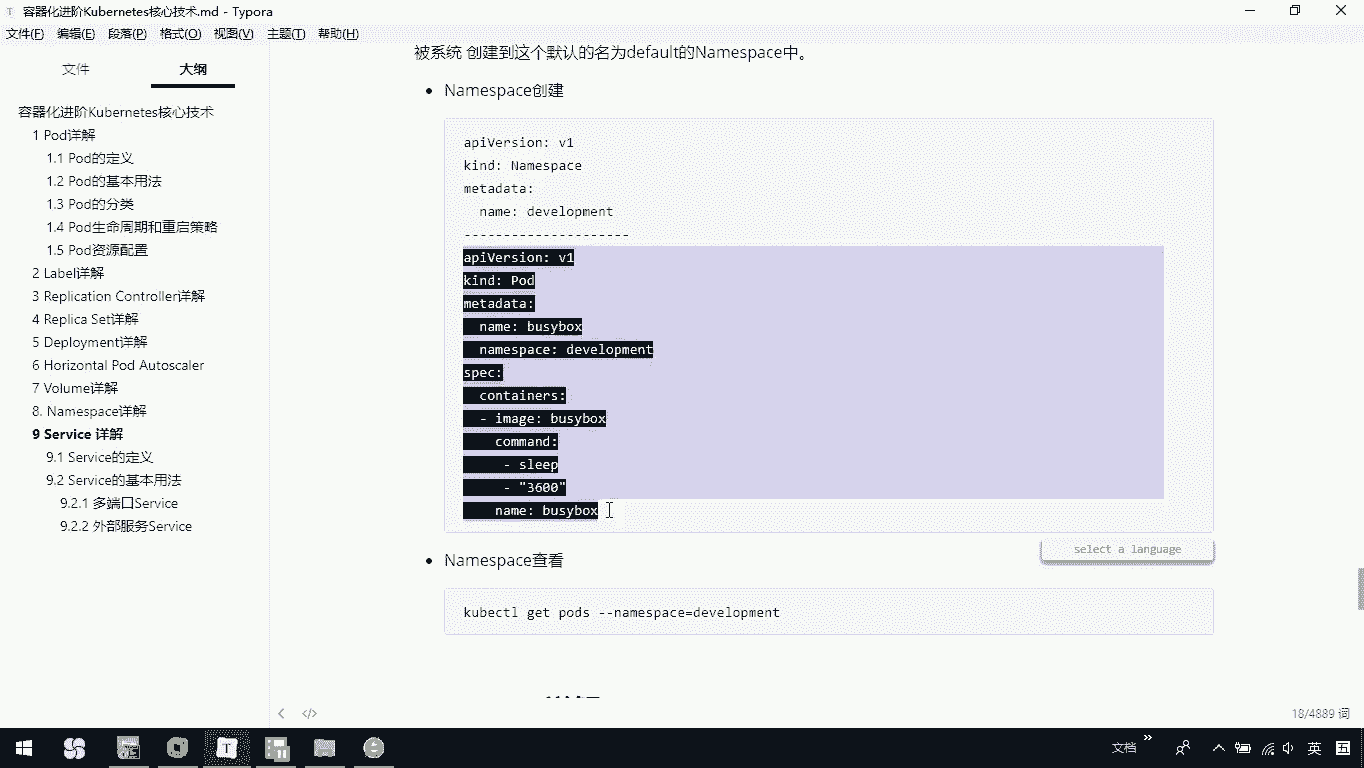 容器化进阶Kubernetes核心技术.md - Typora
文件(F) 编辑(E) 段落(P) 格式(O) 视图(V) 主题(T) 帮助(H)
文件 大纲
容器化进阶Kubernetes核心技术
1 Pod详解
1.1 Pod的定义
1.2 Pod的基本用法
1.3 Pod的分类
1.4 Pod生命周期和重启策略
1.5 Pod资源配置
2 Label详解
3 Replication Controller详解
4 Replica Set详解
5 Deployment详解
6 Horizontal Pod Autoscaler
7 Volume详解
8. Namespace详解
9 Service 详解
9.1 Service的定义
9.2 Service的基本用法
9.2.1 多端口Service
9.2.2 外部服务Service
被系统 创建到这个默认的名为default的Namespace中。
Namespace创建
apiVersion: v1
kind: Namespace
metadata:
name: development
---------------------
apiVersion: v1
kind: Pod
metadata:
name: busybox
namespace: development
spec:
containers:
- image: busybox
command:
- sleep
- "3600"
name: busybox
select a language
Namespace查看
kubectl get pods --namespace=development
18/4889 词
文档 英 五